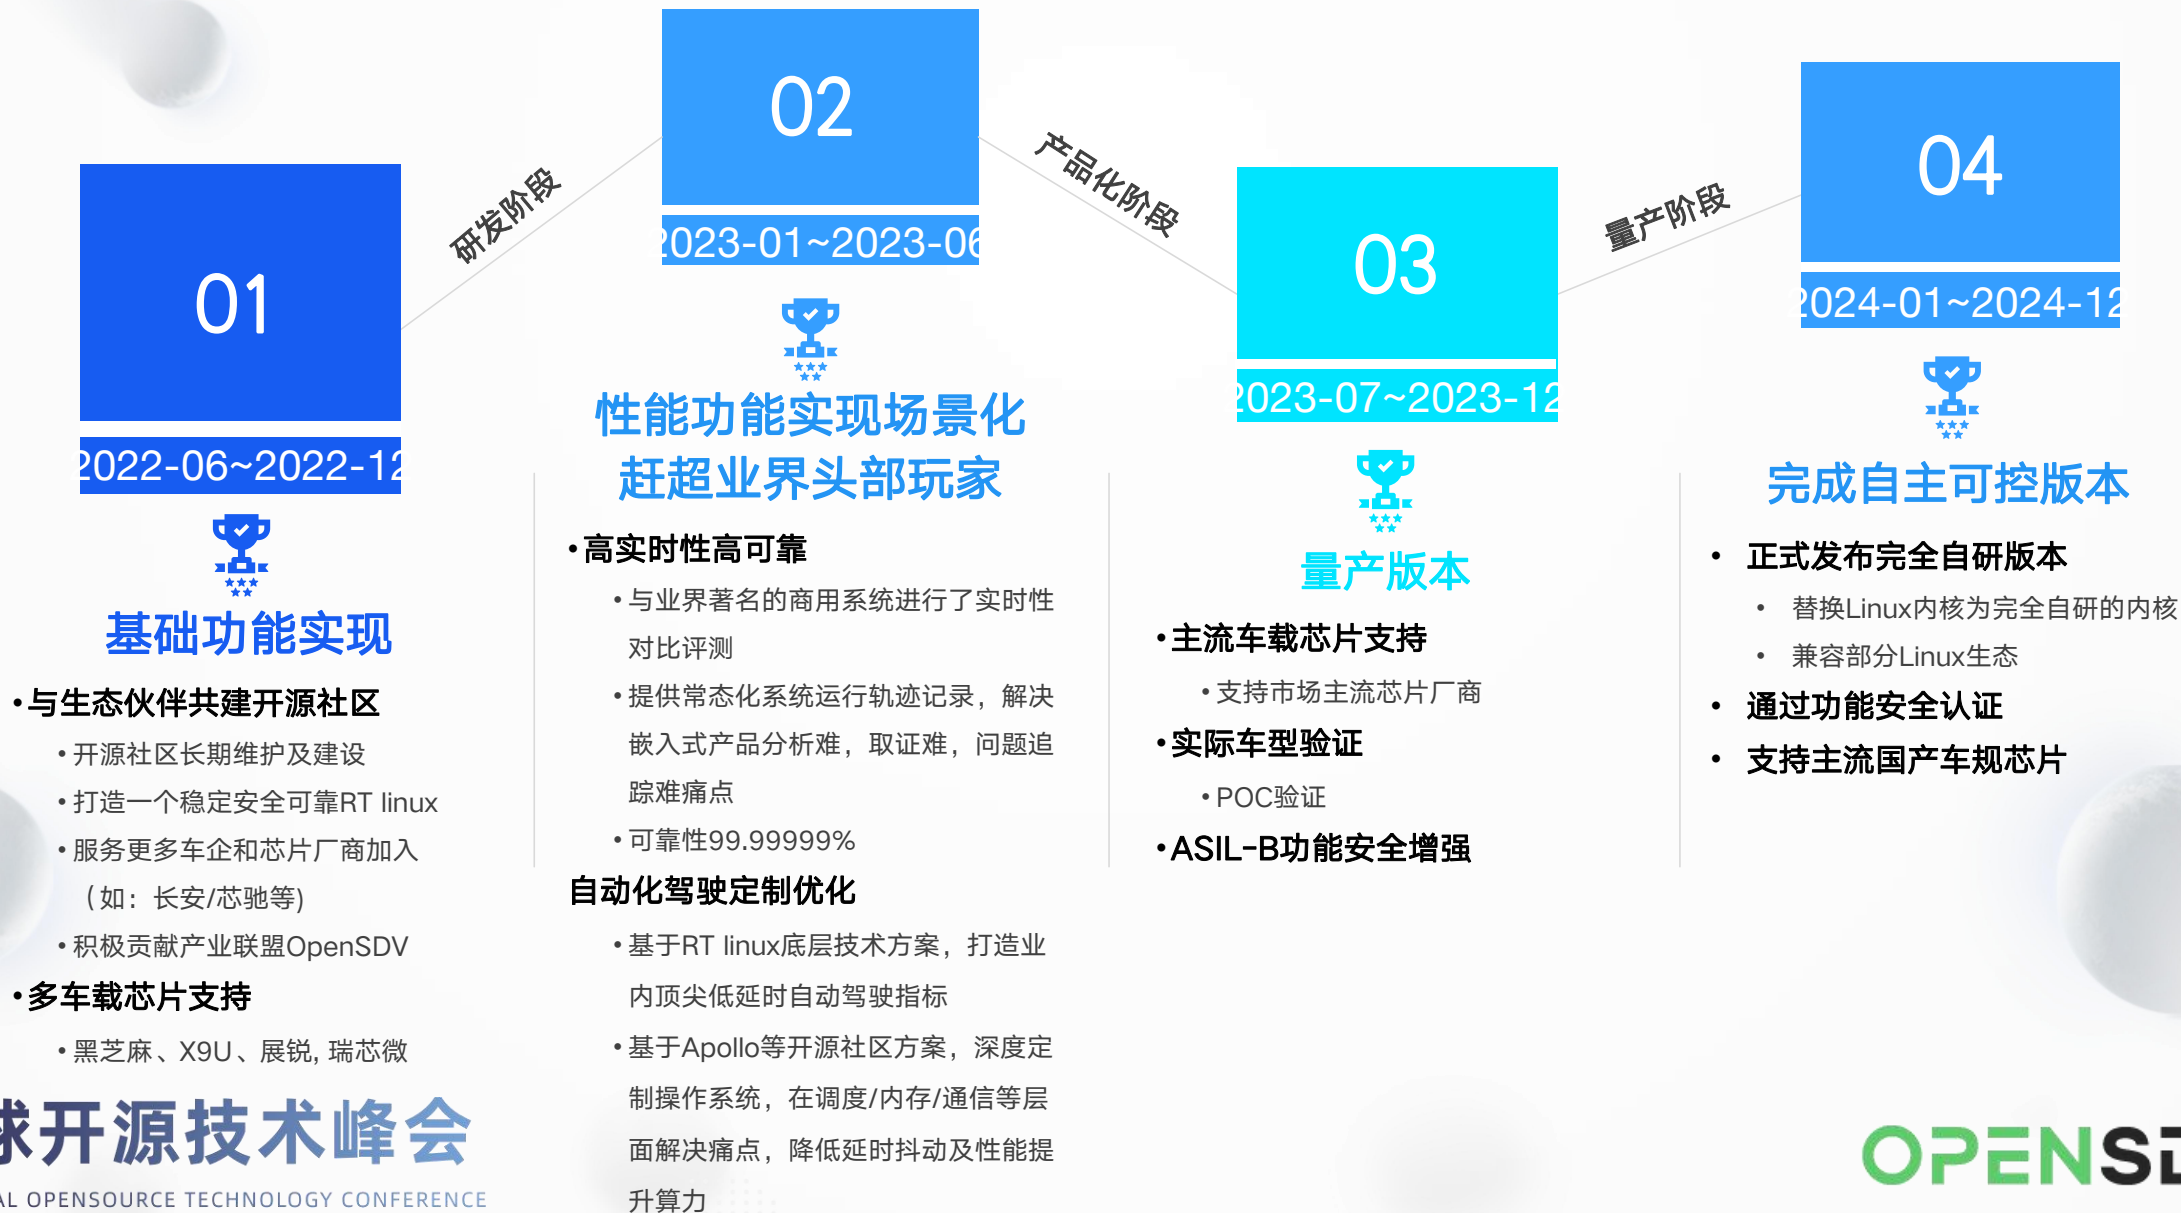 01
2022-06~2022-12
基础功能实现
•与生态伙伴共建开源社区
•开源社区长期维护及建设
•打造一个稳定安全可靠RT linux
•服务更多车企和芯片厂商加入
（如：长安/芯驰等)
•积极贡献产业联盟OpenSDV
•多车载芯片支持
•黑芝麻、X9U、展锐, 瑞芯微
研发阶段
02
2023-01~2023-06
性能功能实现场景化
赶超业界头部玩家
•高实时性高可靠
•与业界著名的商用系统进行了实时性
对比评测
•提供常态化系统运行轨迹记录，解决
嵌入式产品分析难，取证难，问题追
踪难痛点
•可靠性99.99999%
自动化驾驶定制优化
•基于RT linux底层技术方案，打造业
内顶尖低延时自动驾驶指标
•基于Apollo等开源社区方案，深度定
制操作系统，在调度/内存/通信等层
面解决痛点，降低延时抖动及性能提
升算力
产品化阶段
03
2023-07~2023-12
量产版本
•主流车载芯片支持
•支持市场主流芯片厂商
•实际车型验证
•POC验证
•ASIL-B功能安全增强
量产阶段
04
2024-01~2024-12
完成自主可控版本
• 正式发布完全自研版本
• 替换Linux内核为完全自研的内核
• 兼容部分Linux生态
• 通过功能安全认证
• 支持主流国产车规芯片
球开源技术峰会
AL OPENSOURCE TECHNOLOGY CONFERENCE
OPENSD